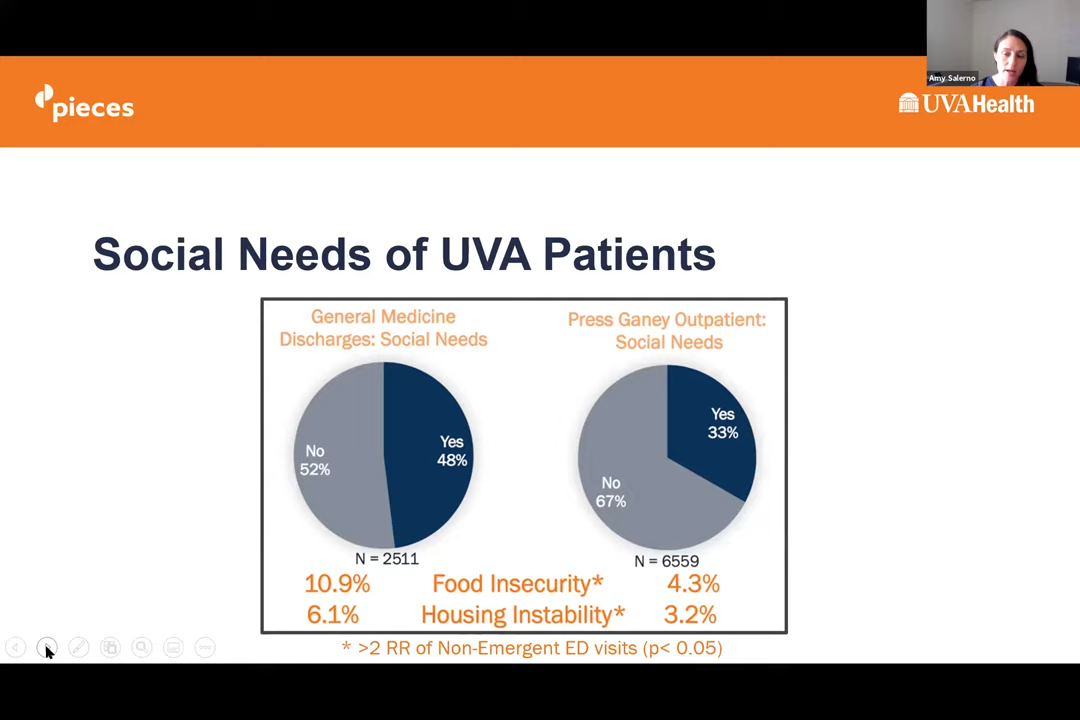 Amy Salerno
pieces
UVAHealth
Social Needs of UVA Patients
General Medicine
Discharges: Social Needs
No
52%
Yes
48%
N = 2511
Press Ganey Outpatient:
Social Needs
Yes
33%
No
67%
N = 6559
10.9% Food Insecurity* 4.3%
6.1% Housing Instability* 3.2%
* >2 RR of Non-Emergent ED visits (p< 0.05)